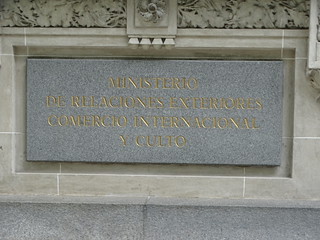 MINISTERIO
DE RELACIONES EXTERIORES
COMERCIO INTERNACIONAL
Y CULTO